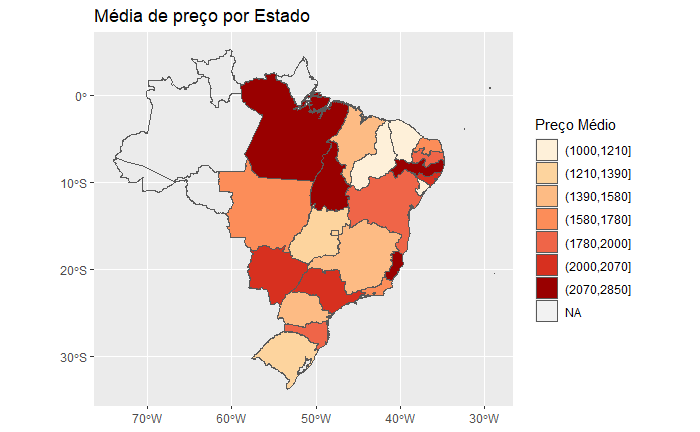 Média de preço por Estado
0°
10°S
20°S
30°S
70°W
60°W
50°W
40°W
30°W
Preço Médio
(1000,1210]
(1210,1390]
(1390,1580]
(1580,1780]
(1780,2000]
(2000,2070]
(2070,2850]
NA